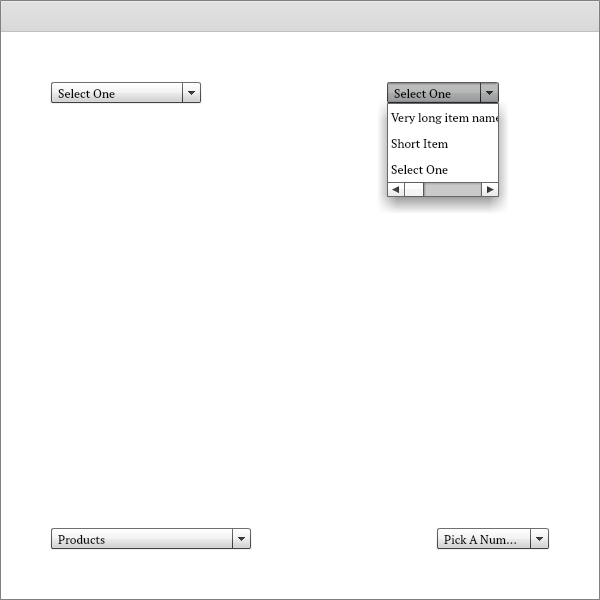 Select One
Select One
Very long item name
Short Item
Select One
Products
Pick A Num...